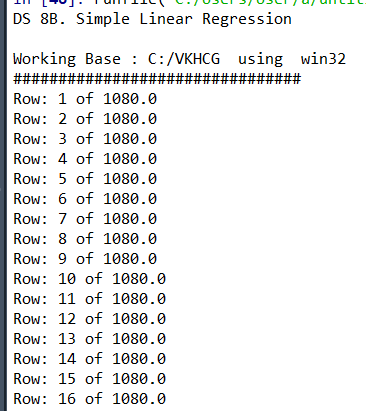 In [40]: runfile('C:/Users/User/a/untit
DS 8B. Simple Linear Regression
Working Base : C:/VKHCG  using  win32
################################
Row: 1 of 1080.0
Row: 2 of 1080.0
Row: 3 of 1080.0
Row: 4 of 1080.0
Row: 5 of 1080.0
Row: 6 of 1080.0
Row: 7 of 1080.0
Row: 8 of 1080.0
Row: 9 of 1080.0
Row: 10 of 1080.0
Row: 11 of 1080.0
Row: 12 of 1080.0
Row: 13 of 1080.0
Row: 14 of 1080.0
Row: 15 of 1080.0
Row: 16 of 1080.0